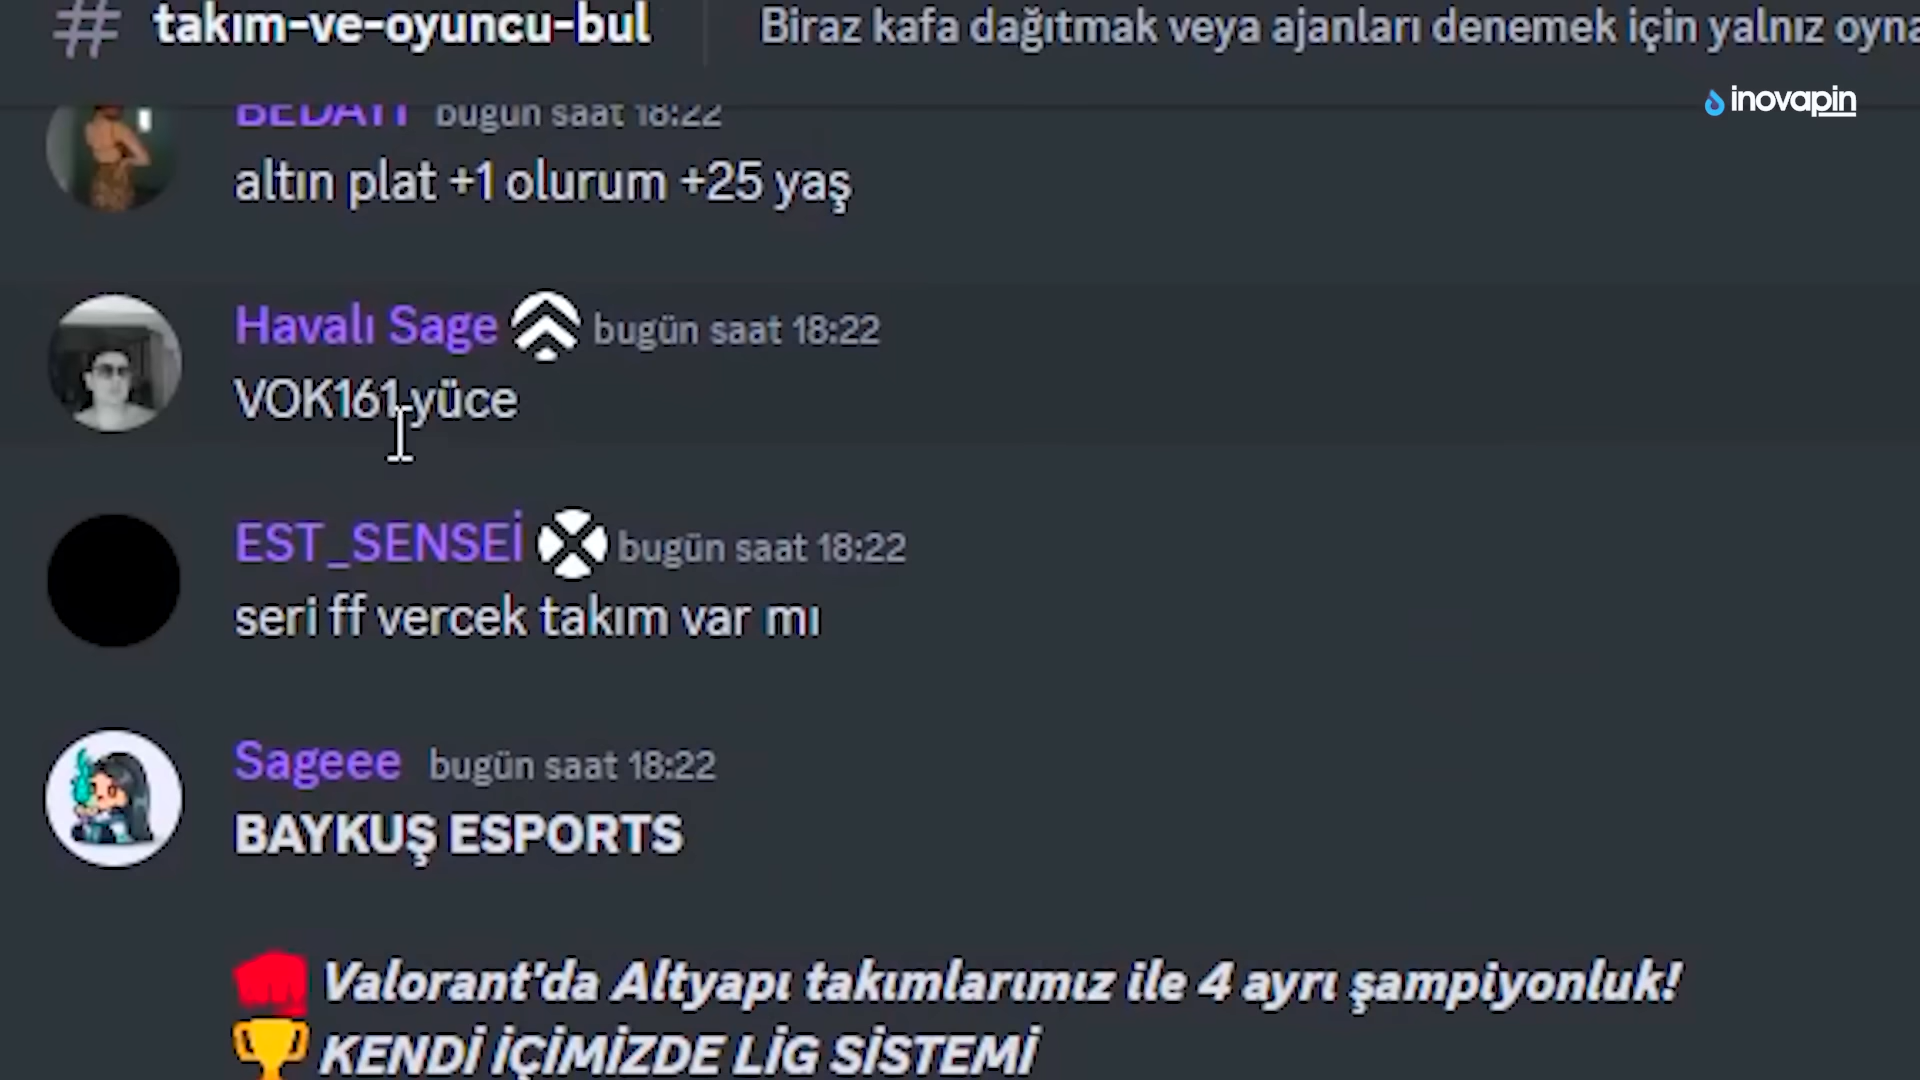 # takım-ve-oyuncu-bul
Biraz kafa dağıtmak veya ajanları denemek için yalnız oyna
inovapin
bugün saat 18:22
altın plat +1 olurum +25 yaş
Havalı Sage bugün saat 18:22
VOK161 yüce
EST_SENSEİ bugün saat 18:22
seri ff vercek takım var mı
Sageee bugün saat 18:22
BAYKUŞ ESPORTS
Valorant'da Altyapı takımlarımız ile 4 ayrı şampiyonluk!
KENDİ İÇİMİZDE LİG SİSTEMİ